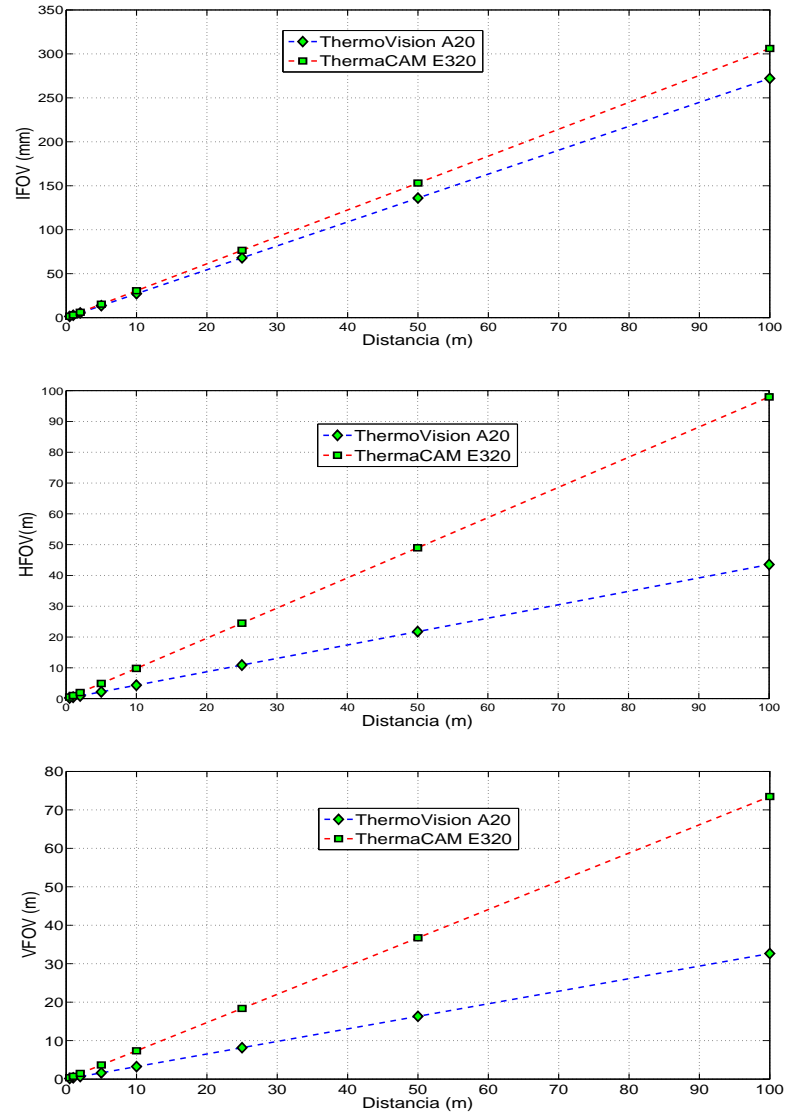 350
300
250
200
150
100
50
0
IFOV (mm)
ThermoVision A20
ThermaCAM E320
0 10 20 30 40 50 60 70 80 90 100
Distancia (m)
100
90
80
70
60
50
40
30
20
10
0
HFOV(m)
ThermoVision A20
ThermaCAM E320
0 10 20 30 40 50 60 70 80 90 100
Distancia (m)
80
70
60
50
40
30
20
10
0
VFOV (m)
ThermoVision A20
ThermaCAM E320
0 10 20 30 40 50 60 70 80 90 100
Distancia (m)